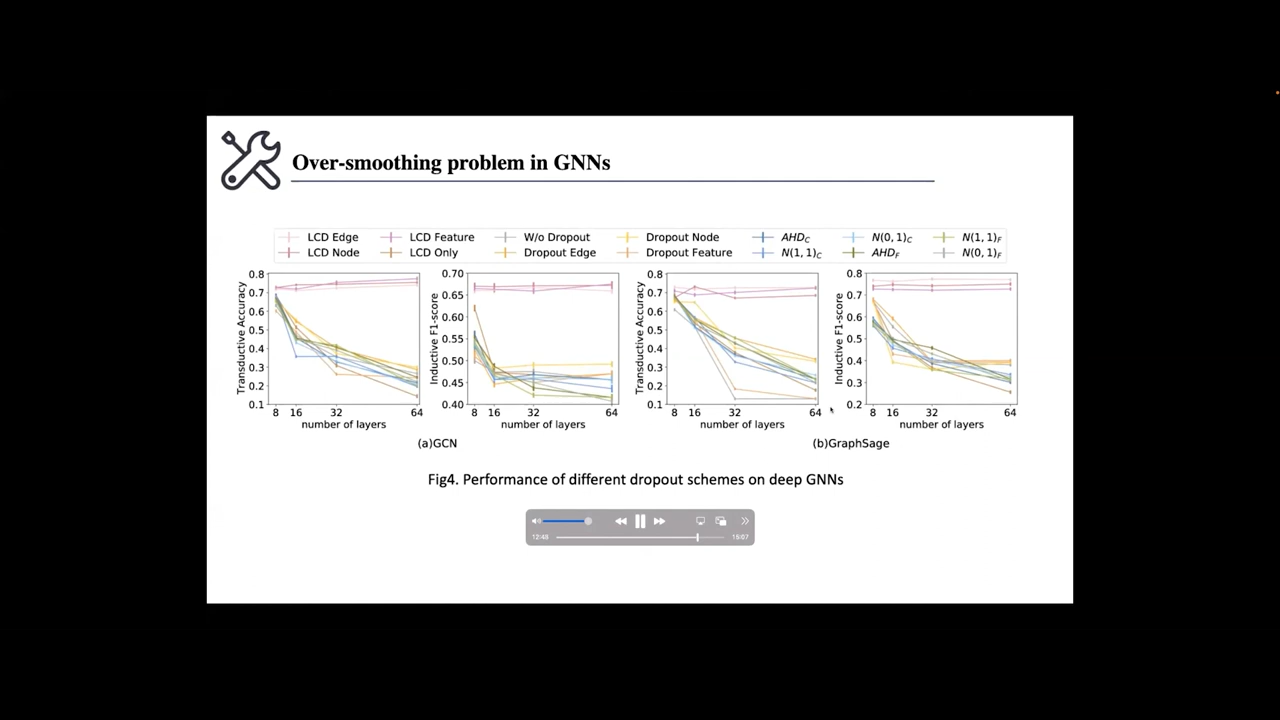 Over-smoothing problem in GNNs
LCD Edge LCD Feature W/o Dropout Dropout Node AHD_C N(0, 1)_C N(1, 1)_F
LCD Node LCD Only Dropout Edge Dropout Feature N(1, 1)_C AHD_F N(0, 1)_F
Transductive Accuracy
0.8
0.7
0.6
0.5
0.4
0.3
0.2
0.1
8 16 32 64
number of layers
Inductive F1-score
0.70
0.65
0.60
0.55
0.50
0.45
0.40
8 16 32 64
number of layers
(a)GCN
Transductive Accuracy
0.8
0.7
0.6
0.5
0.4
0.3
0.2
0.1
8 16 32 64
number of layers
Inductive F1-score
0.8
0.7
0.6
0.5
0.4
0.3
0.2
8 16 32 64
number of layers
(b)GraphSage
Fig4. Performance of different dropout schemes on deep GNNs
12:48 15:07